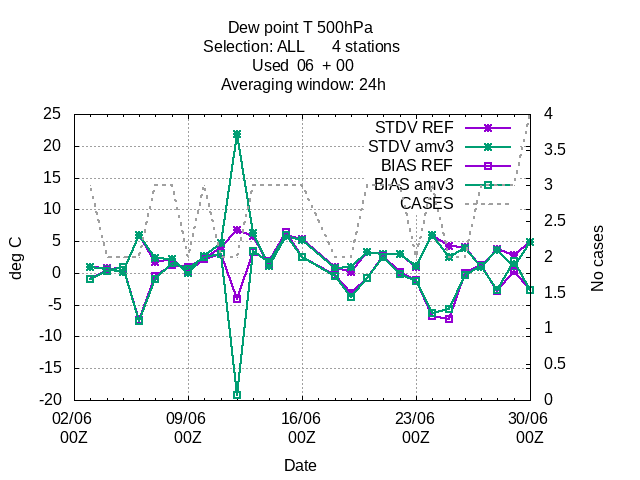 Dew point T 500hPa
Selection: ALL 4 stations
Used 06 + 00
Averaging window: 24h
25
20
15
10
5
0
-5
-10
-15
-20
deg C
4
3.5
3
2.5
2
1.5
1
0.5
0
No cases
STDV REF
STDV amv3
BIAS REF
BIAS amv3
CASES
02/06 09/06 16/06 23/06 30/06
00Z 00Z 00Z 00Z 00Z
Date